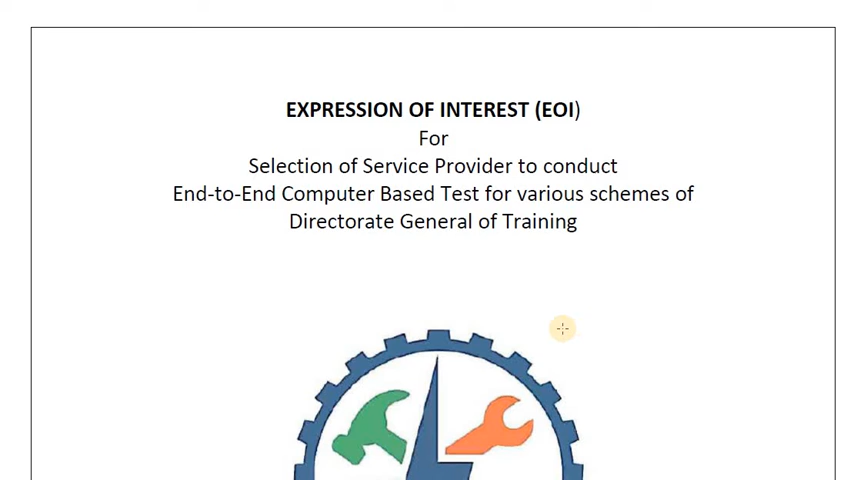 EXPRESSION OF INTEREST (EOI)
For
Selection of Service Provider to conduct
End-to-End Computer Based Test for various schemes of
Directorate General of Training